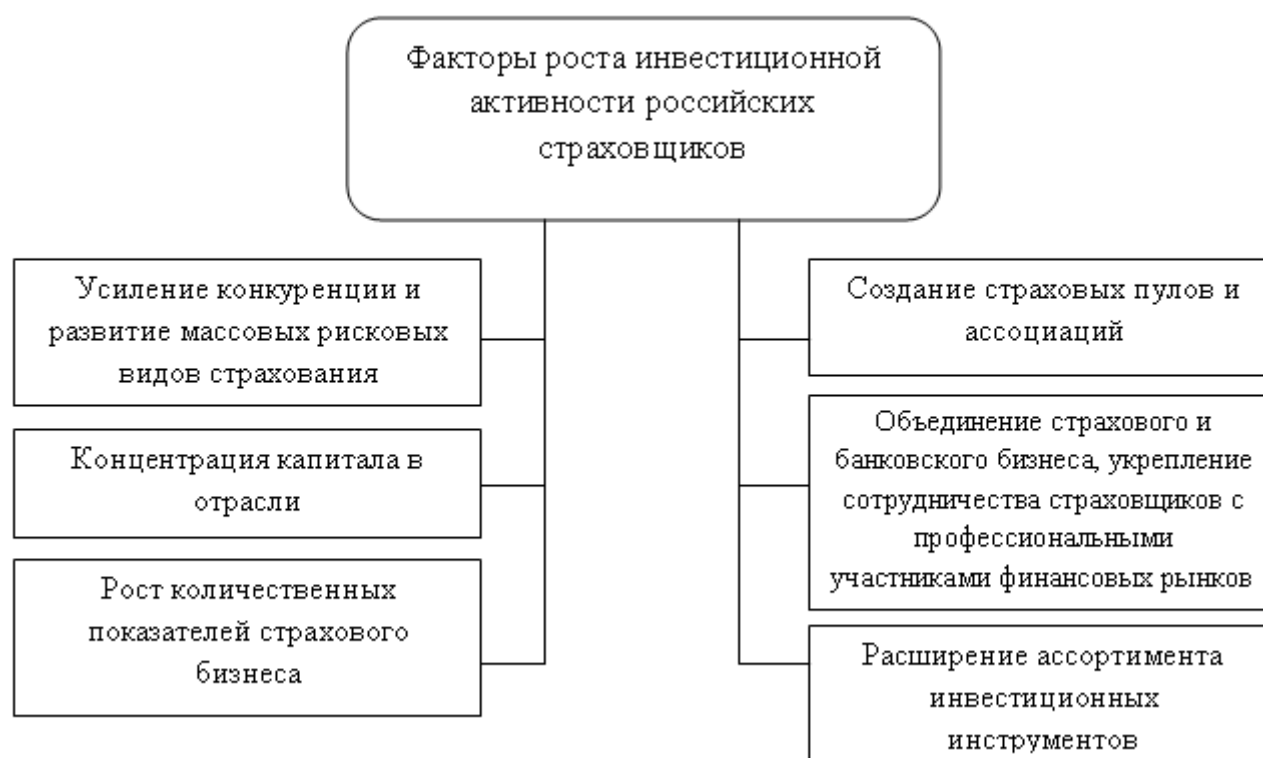 Факторы роста инвестиционной
активности российских
страховщиков
Усиление конкуренции и
развитие массовых рисковых
видов страхования
Концентрация капитала в
отрасли
Рост количественных
показателей страхового
бизнеса
Создание страховых пулов и
ассоциаций
Объединение страхового и
банковского бизнеса, укрепление
сотрудничества страховщиков с
профессиональными
участниками финансовых рынков
Расширение ассортимента
инвестиционных
инструментов